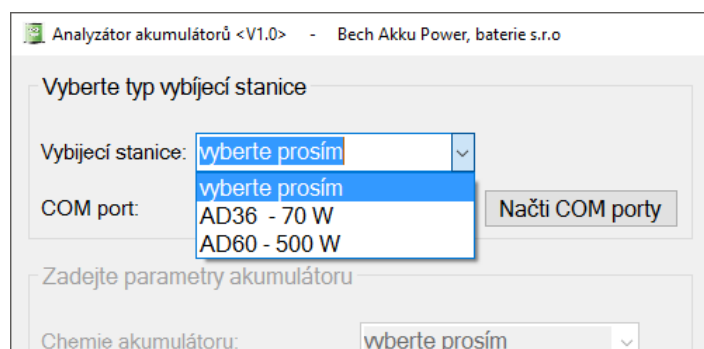 Analyzátor akumulátorů <V1.0> - Bech Akku Power, baterie s.r.o
Vyberte typ vybíjecí stanice
Vybijecí stanice: vyberte prosím
vyberte prosím
AD36 - 70 W
AD60 - 500 W
COM port: Načti COM porty
Zadejte parametry akumulátoru
Chemie akumulátoru: vyberte prosím